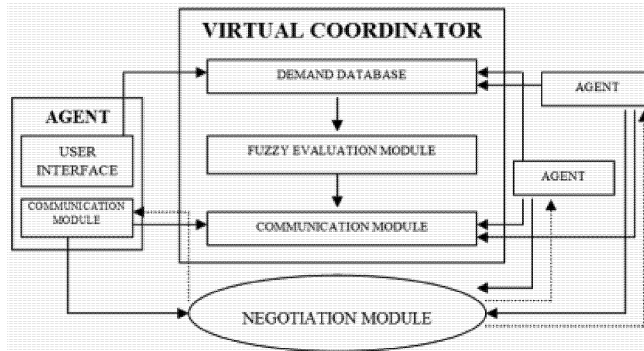 VIRTUAL COORDINATOR
DEMAND DATABASE
AGENT
AGENT
USER
INTERFACE
FUZZY EVALUATION MODULE
AGENT
COMMUNICATION
MODULE
COMMUNICATION MODULE
NEGOTIATION MODULE